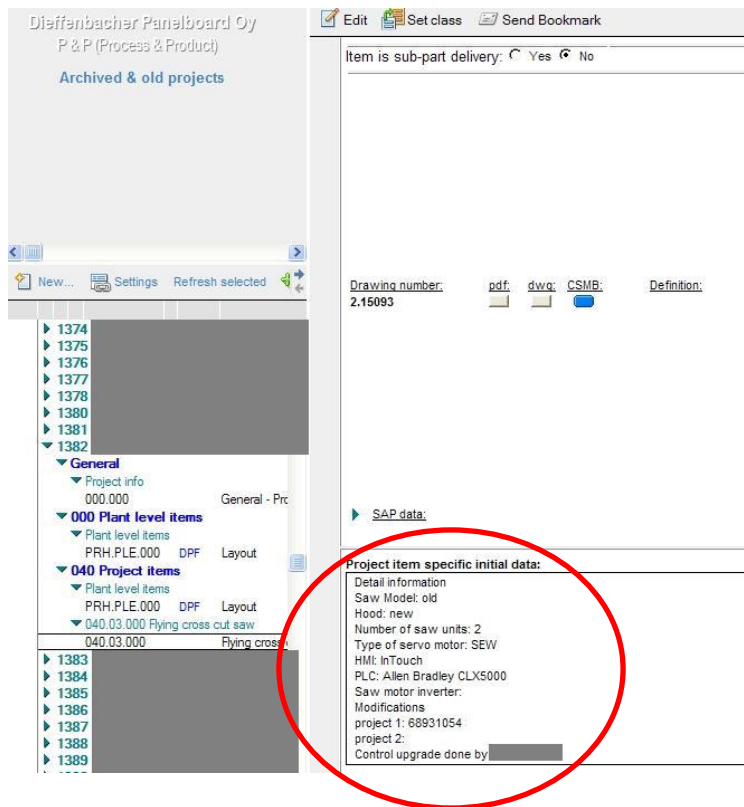 Dieffenbacher Panelboard Oy
P & P (Process & Product)
Archived & old projects
New... Settings Refresh selected
1374
1375
1376
1377
1378
1380
1381
1382
General
Project info
000.000 General - Pro
000 Plant level items
Plant level items
PRH.PLE.000 DPF Layout
040 Project items
Plant level items
PRH.PLE.000 DPF Layout
040.03.000 Flying cross cut saw
040.03.000 Flying cross
1383
1384
1385
1386
1387
1388
1389
Edit Set class Send Bookmark
Item is sub-part delivery: Yes No
Drawing number: pdf: dwg: CSMB: Definition:
2.15093
SAP data:
Project item specific initial data:
Detail information
Saw Model: old
Hood: new
Number of saw units: 2
Type of servo motor: SEW
HMI: InTouch
PLC: Allen Bradley CLX5000
Saw motor inverter:
Modifications
project 1: 68931054
project 2:
Control upgrade done by